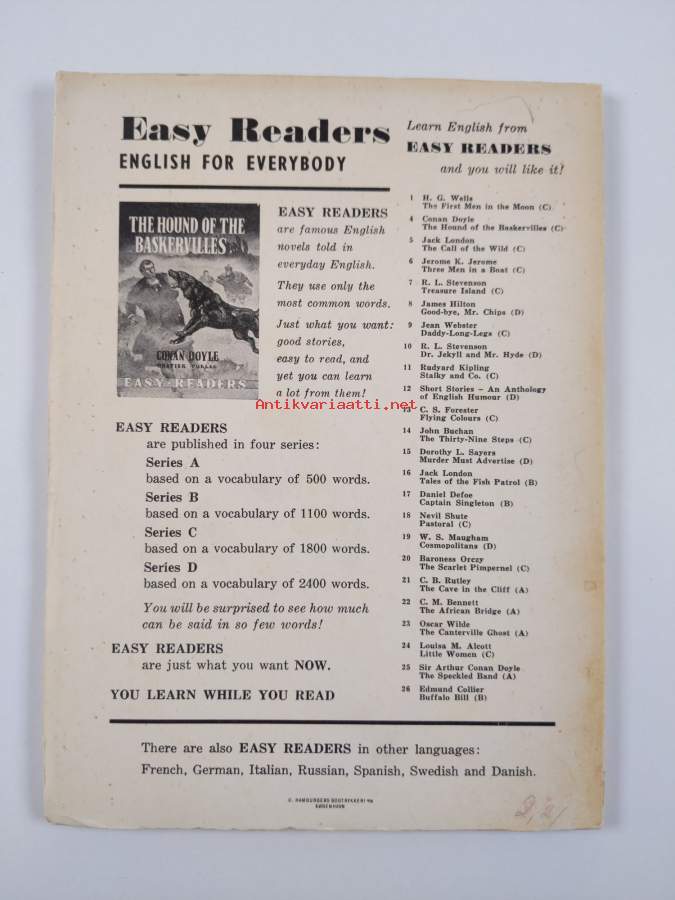 Easy Readers
ENGLISH FOR EVERYBODY
THE HOUND OF THE
BASKERVILLES
CONAN DOYLE
EASY READERS
EASY READERS
are famous English
novels told in
everyday English.
They use only the
most common words.
Just what you want:
good stories,
easy to read, and
yet you can learn
a lot from them!
Antikvariaatti.net
EASY READERS
are published in four series:
Series A
based on a vocabulary of 500 words.
Series B
based on a vocabulary of 1100 words.
Series C
based on a vocabulary of 1800 words.
Series D
based on a vocabulary of 2400 words.
You will be surprised to see how much
can be said in so few words!
EASY READERS
are just what you want NOW.
YOU LEARN WHILE YOU READ
Learn English from
EASY READERS
and you will like it!
1 H. G. Wells
The First Men in the Moon (C)
4 Conan Doyle
The Hound of the Baskervilles (C)
5 Jack London
The Call of the Wild (C)
6 Jerome K. Jerome
Three Men in a Boat (C)
7 R. L. Stevenson
Treasure Island (C)
8 James Hilton
Good-bye, Mr. Chips (D)
9 Jean Webster
Daddy-Long-Legs (C)
10 R. L. Stevenson
Dr. Jekyll and Mr. Hyde (D)
11 Rudyard Kipling
Stalky and Co. (C)
12 Short Stories – An Anthology
of English Humour (D)
13 C. S. Forester
Flying Colours (C)
14 John Buchan
The Thirty-Nine Steps (C)
15 Dorothy L. Sayers
Murder Must Advertise (D)
16 Jack London
Tales of the Fish Patrol (B)
17 Daniel Defoe
Captain Singleton (B)
18 Nevil Shute
Pastoral (C)
19 W. S. Maugham
Cosmopolitans (D)
20 Baroness Orczy
The Scarlet Pimpernel (C)
21 C. B. Rutley
The Cave in the Cliff (A)
22 C. M. Bennett
The African Bridge (A)
23 Oscar Wilde
The Canterville Ghost (A)
24 Louisa M. Alcott
Little Women (C)
25 Sir Arthur Conan Doyle
The Speckled Band (A)
26 Edmund Collier
Buffalo Bill (B)
There are also EASY READERS in other languages:
French, German, Italian, Russian, Spanish, Swedish and Danish.
KØBENHAVN